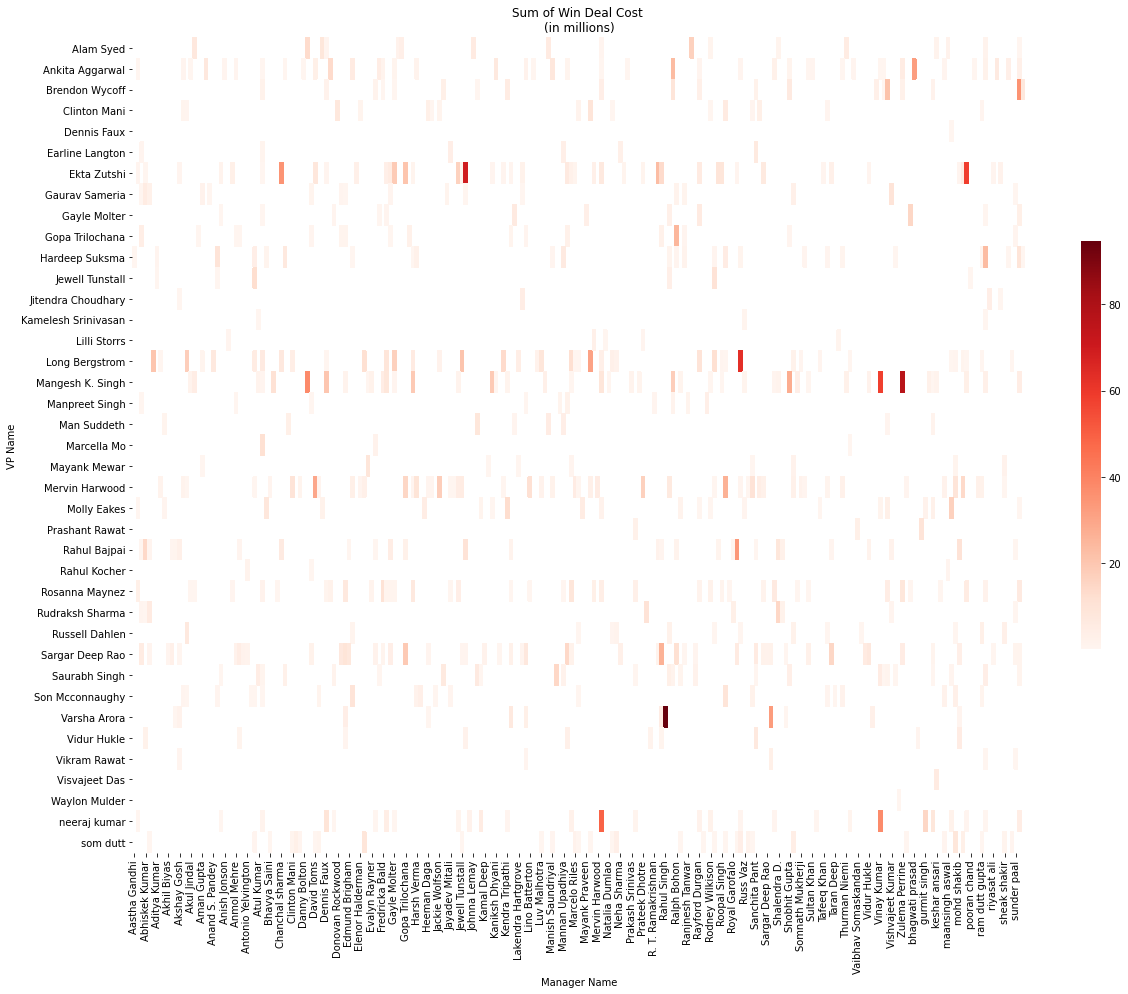 Sum of Win Deal Cost
(in millions)
VP Name
Alam Syed
Ankita Aggarwal
Brendon Wycoff
Clinton Mani
Dennis Faux
Earline Langton
Ekta Zutshi
Gaurav Sameria
Gayle Molter
Gopa Trilochana
Hardeep Suksma
Jewell Tunstall
Jitendra Choudhary
Kamelesh Srinivasan
Lilli Storrs
Long Bergstrom
Mangesh K. Singh
Manpreet Singh
Man Suddeth
Marcella Mo
Mayank Mewar
Mervin Harwood
Molly Eakes
Prashant Rawat
Rahul Bajpai
Rahul Kocher
Rosanna Maynez
Rudraksh Sharma
Russell Dahlen
Sargar Deep Rao
Saurabh Singh
Son Mcconnaughy
Varsha Arora
Vidur Hukle
Vikram Rawat
Visvajeet Das
Waylon Mulder
neeraj kumar
som dutt
80
60
40
20
Aastha Gandhi
Abhiskek Kumar
Aditya Kumar
Akhil Biyas
Akshay Gosh
Akul Jindal
Aman Gupta
Anand S. Pandey
Anish Jonson
Anmol Mehre
Antonio Yelvington
Atul Kumar
Bhavya Saini
Chanchal sharma
Clinton Mani
Danny Bolton
David Toms
Dennis Faux
Donovan Rockwood
Edmund Brigham
Elenor Halderman
Evalyn Rayner
Fredricka Bald
Gayle Molter
Gopa Trilochana
Harsh Verma
Heeman Daga
Jackie Wolfson
Jayadev Mitali
Jewell Tunstall
Johnna Lemay
Kamal Deep
Kaniksh Dhyani
Kenra Tripathi
Lakendra Hartgrove
Lino Batterton
Luv Malhotra
Manish Saundriyal
Mannan Upadhyiya
Marcelo Riles
Mayank Praveen
Mervin Harwood
Natalia Dumlao
Neha Sharma
Prakash Srinivas
Prateek Dhotre
R. T. Ramakrishnan
Rahul Singh
Ralph Bohon
Ranjnesh Tanwar
Rayford Durgan
Rodney Wilkison
Roopal Singh
Royal Garofalo
Russ Vaz
Sanchita Pant
Sargar Deep Rao
Shalendra D.
Shobhit Gupta
Somnath Mukherji
Sultan Khan
Tafeeq Khan
Taran Deep
Thurman Niemi
Vaibhav Sonaskindan
Vidur Hukle
Vinay Kumar
Vishvajeet Kumar
Zulema Perrine
bhagwati prasad
gurmit singh
keshar ansari
maansingh aswal
mohd shakib
poornam chand
ram dutt gupta
riyasat ali
sheak shakir
sunder paal
Manager Name